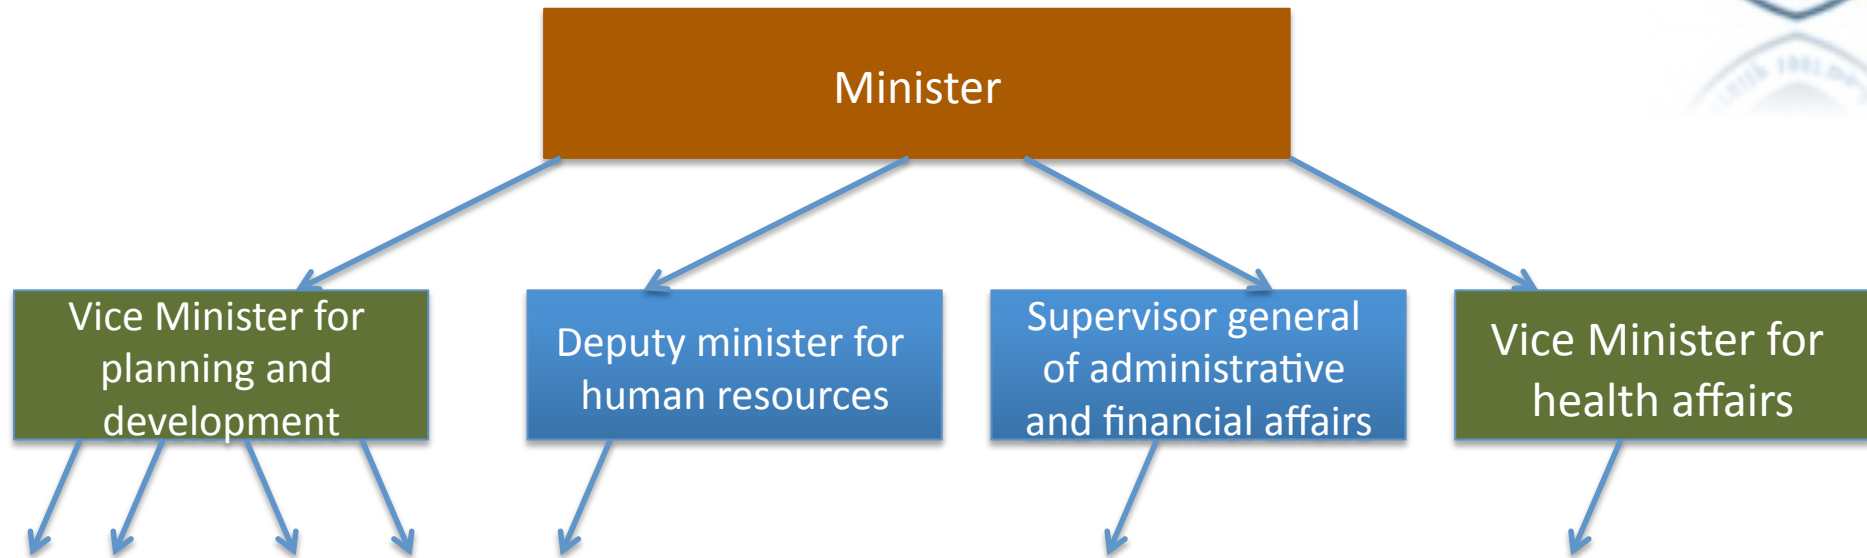 Minister
Vice Minister for
planning and
development
Deputy minister for
human resources
Supervisor general
of administrative
and financial affairs
Vice Minister for
health affairs